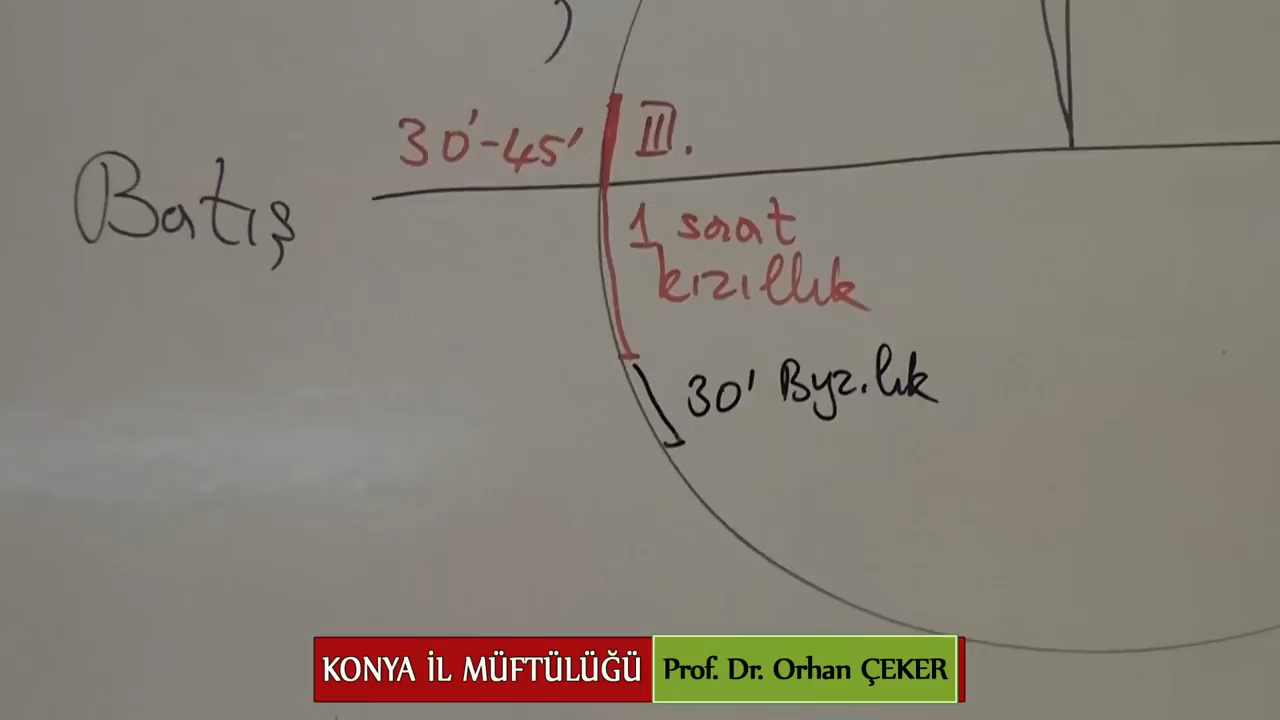 30'-45' III.
Batış
1 saat
kızıllık
30' Byz.lık
KONYA İL MÜFTÜLÜĞÜ Prof. Dr. Orhan ÇEKER